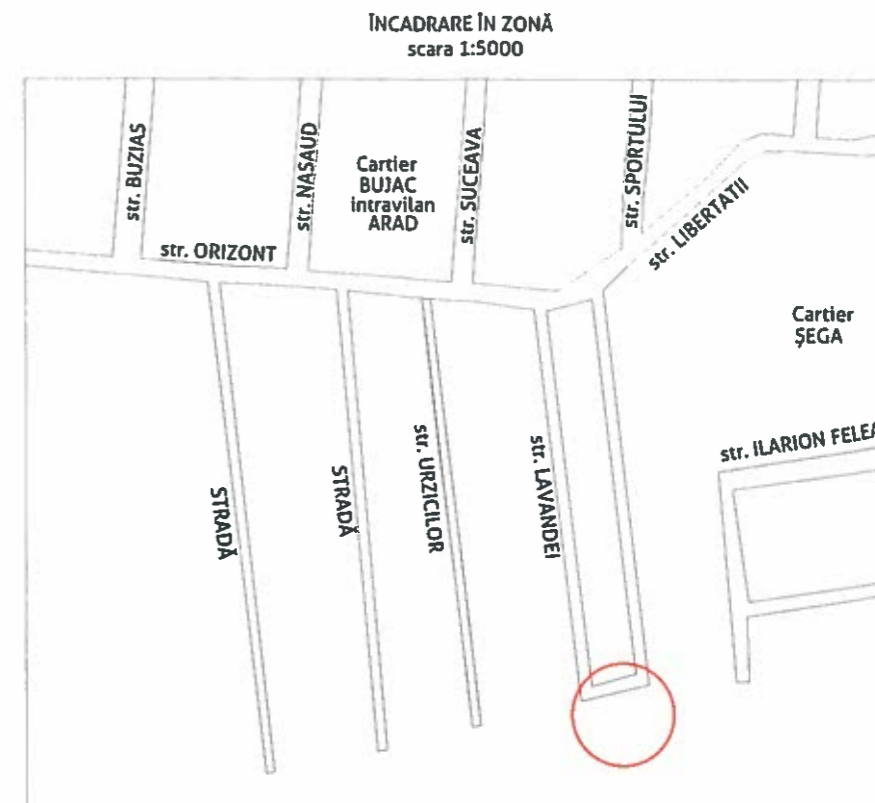 ÎNCADRARE ÎN ZONĂ
scara 1:5000
str. BUZIAS
str. NASAUD
Cartier
BUJAC
intravilan
ARAD
str. SUCEAVA
str. SPORTULUI
str. LIBERTATII
str. ORIZONT
Cartier
ȘEGA
str. ILARION FELEA
STRADĂ
STRADĂ
str. URZICILOR
str. LAVANDEI